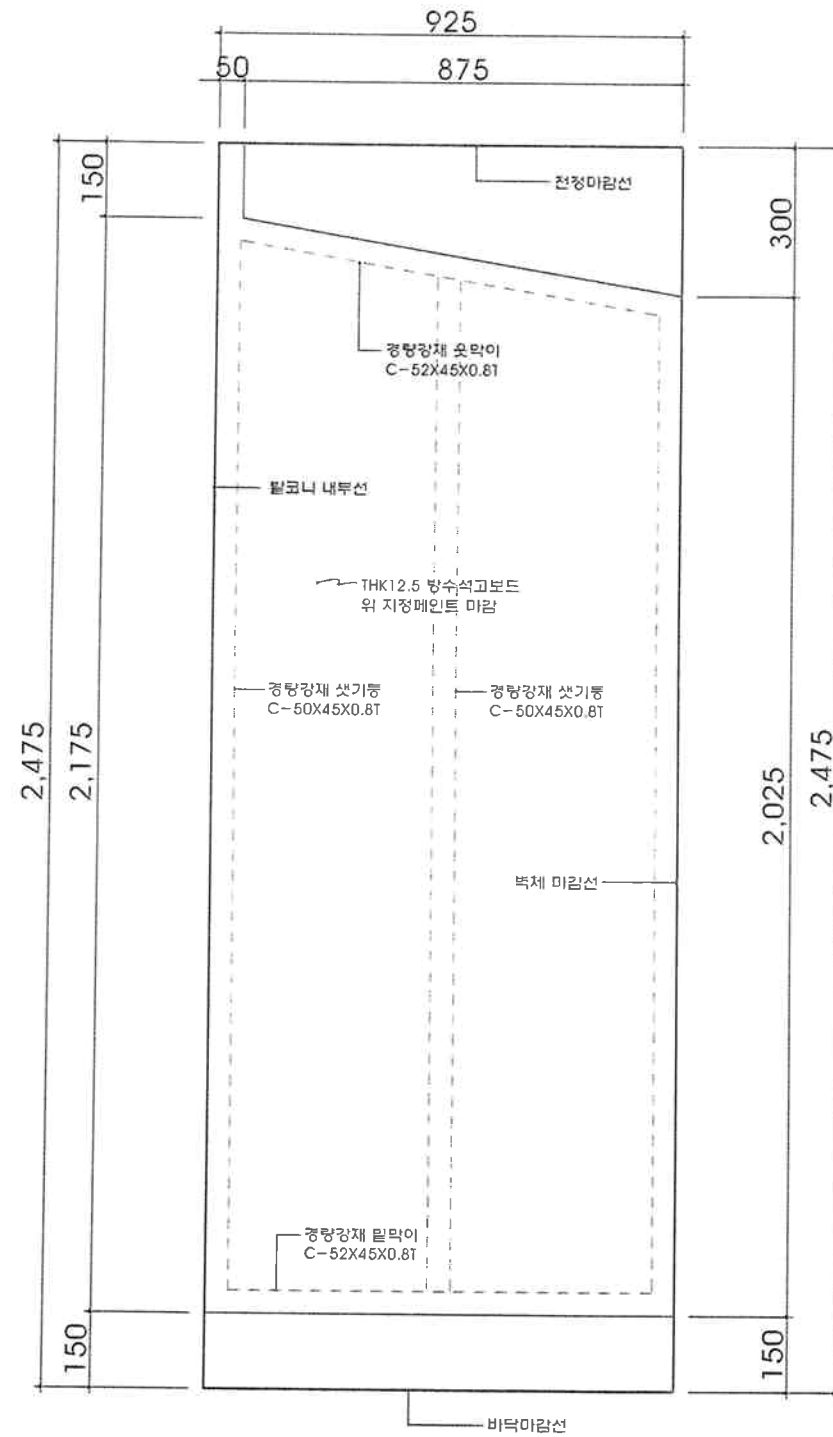 925
50
875
150
천정마감선
300
경량강재 웃막이
C-52X45X0.8T
발코니 내부선
THK12.5 방수석고보드
위 지정페인트 마감
경량강재 샛기둥
C-50X45X0.8T
경량강재 샛기둥
C-50X45X0.8T
2,475
2,175
2,025
2,475
벽체 마감선
경량강재 밑막이
C-52X45X0.8T
150
150
바닥마감선